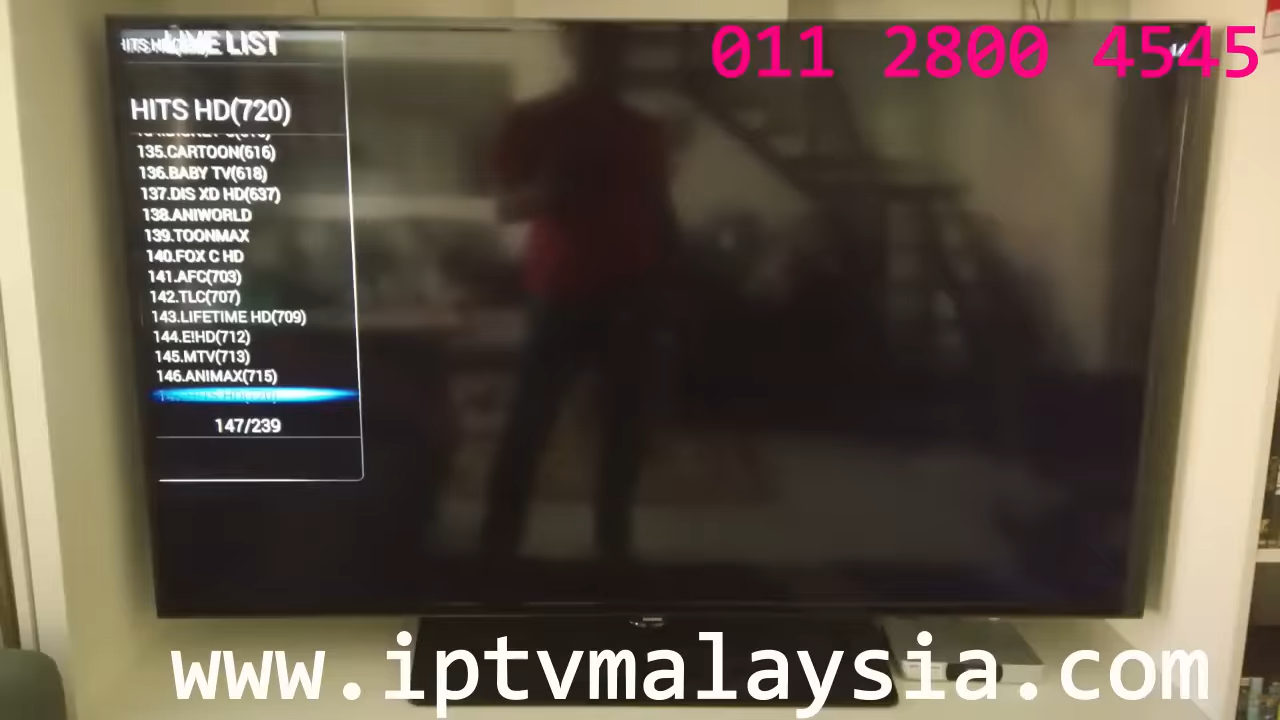 LIVE LIST
011 2800 4545
HITS HD(720)
135.CARTOON(616)
136.BABY TV(618)
137.DIS XD HD(637)
138.ANIWORLD
139.TOONMAX
140.FOX C HD
141.AFC(703)
142.TLC(707)
143.LIFETIME HD(709)
144.E!HD(712)
145.MTV(713)
146.ANIMAX(715)
147/239
www.iptvmalaysia.com